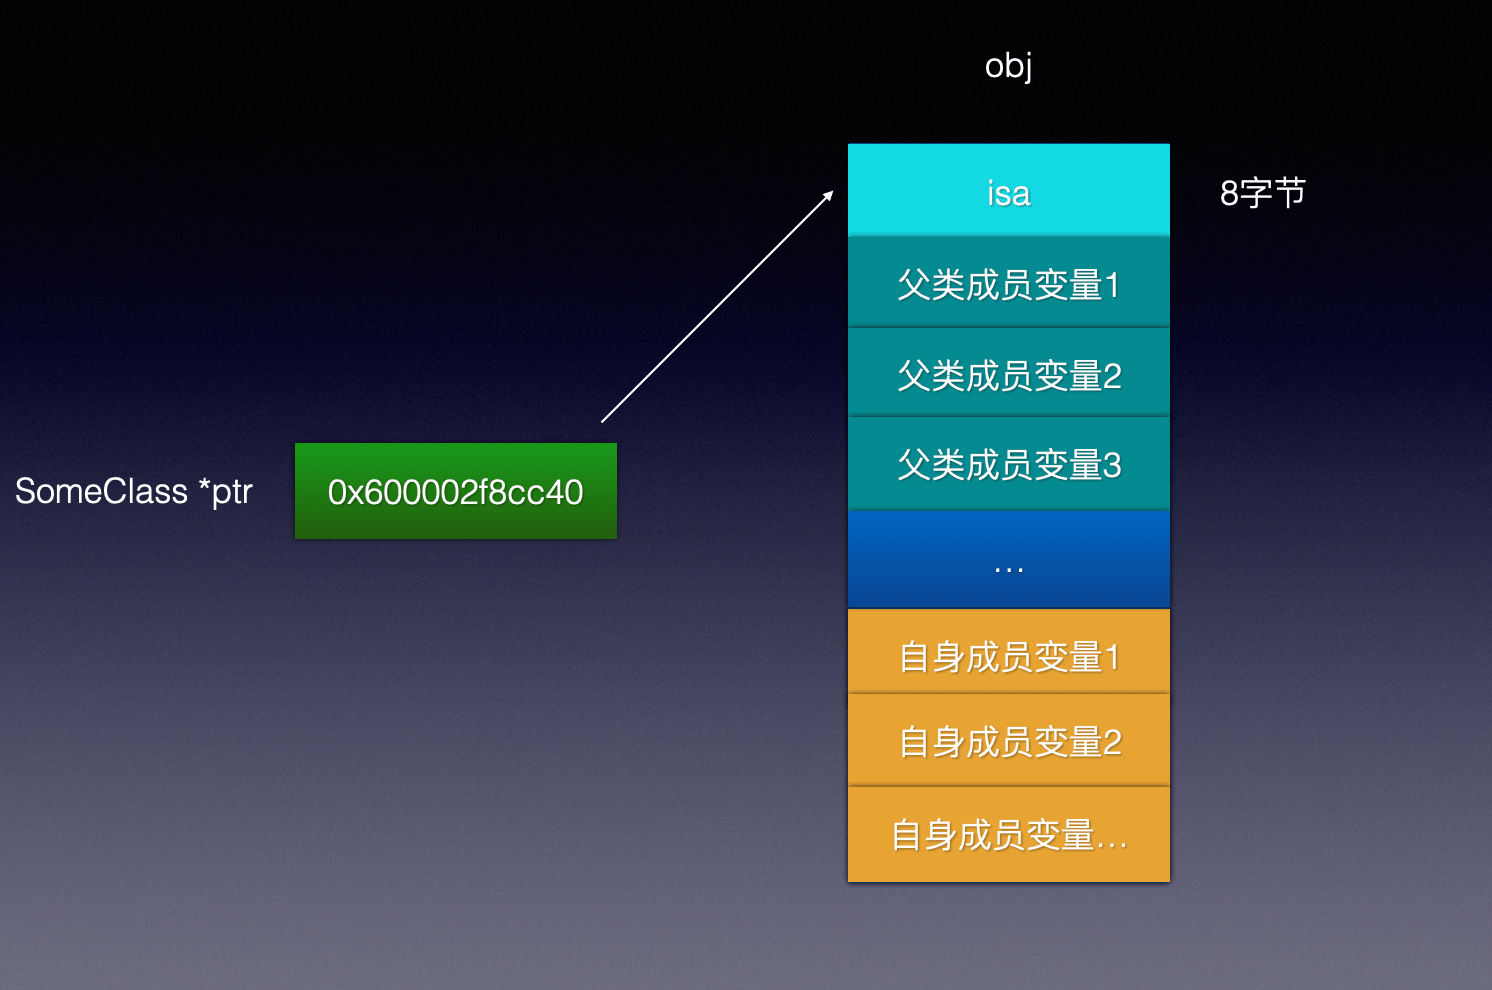 obj
isa
8字节
父类成员变量1
父类成员变量2
父类成员变量3
SomeClass *ptr
0x600002f8cc40
…
自身成员变量1
自身成员变量2
自身成员变量…